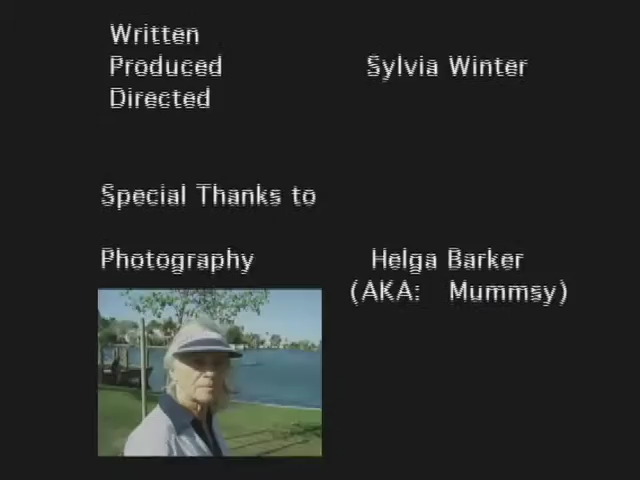 Written
Produced Sylvia Winter
Directed
Special Thanks to
Photography Helga Barker
(AKA: Mummsy)